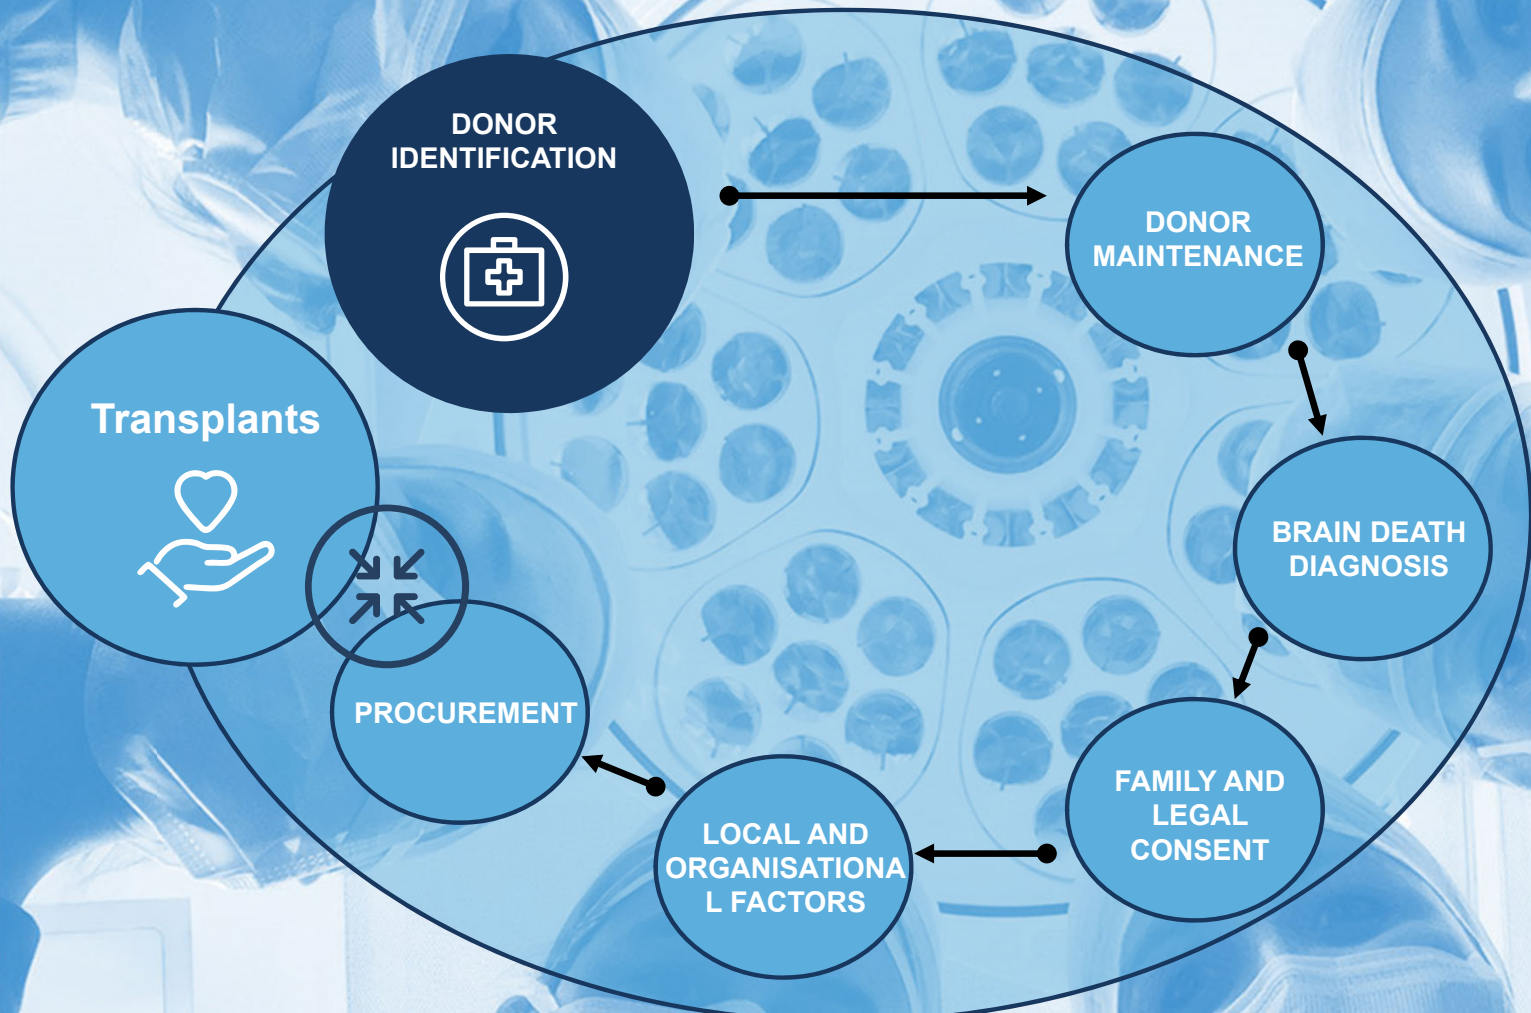 DONOR
IDENTIFICATION
DONOR
MAINTENANCE
BRAIN DEATH
DIAGNOSIS
FAMILY AND
LEGAL
CONSENT
LOCAL AND
ORGANISATIONA
L FACTORS
PROCUREMENT
Transplants